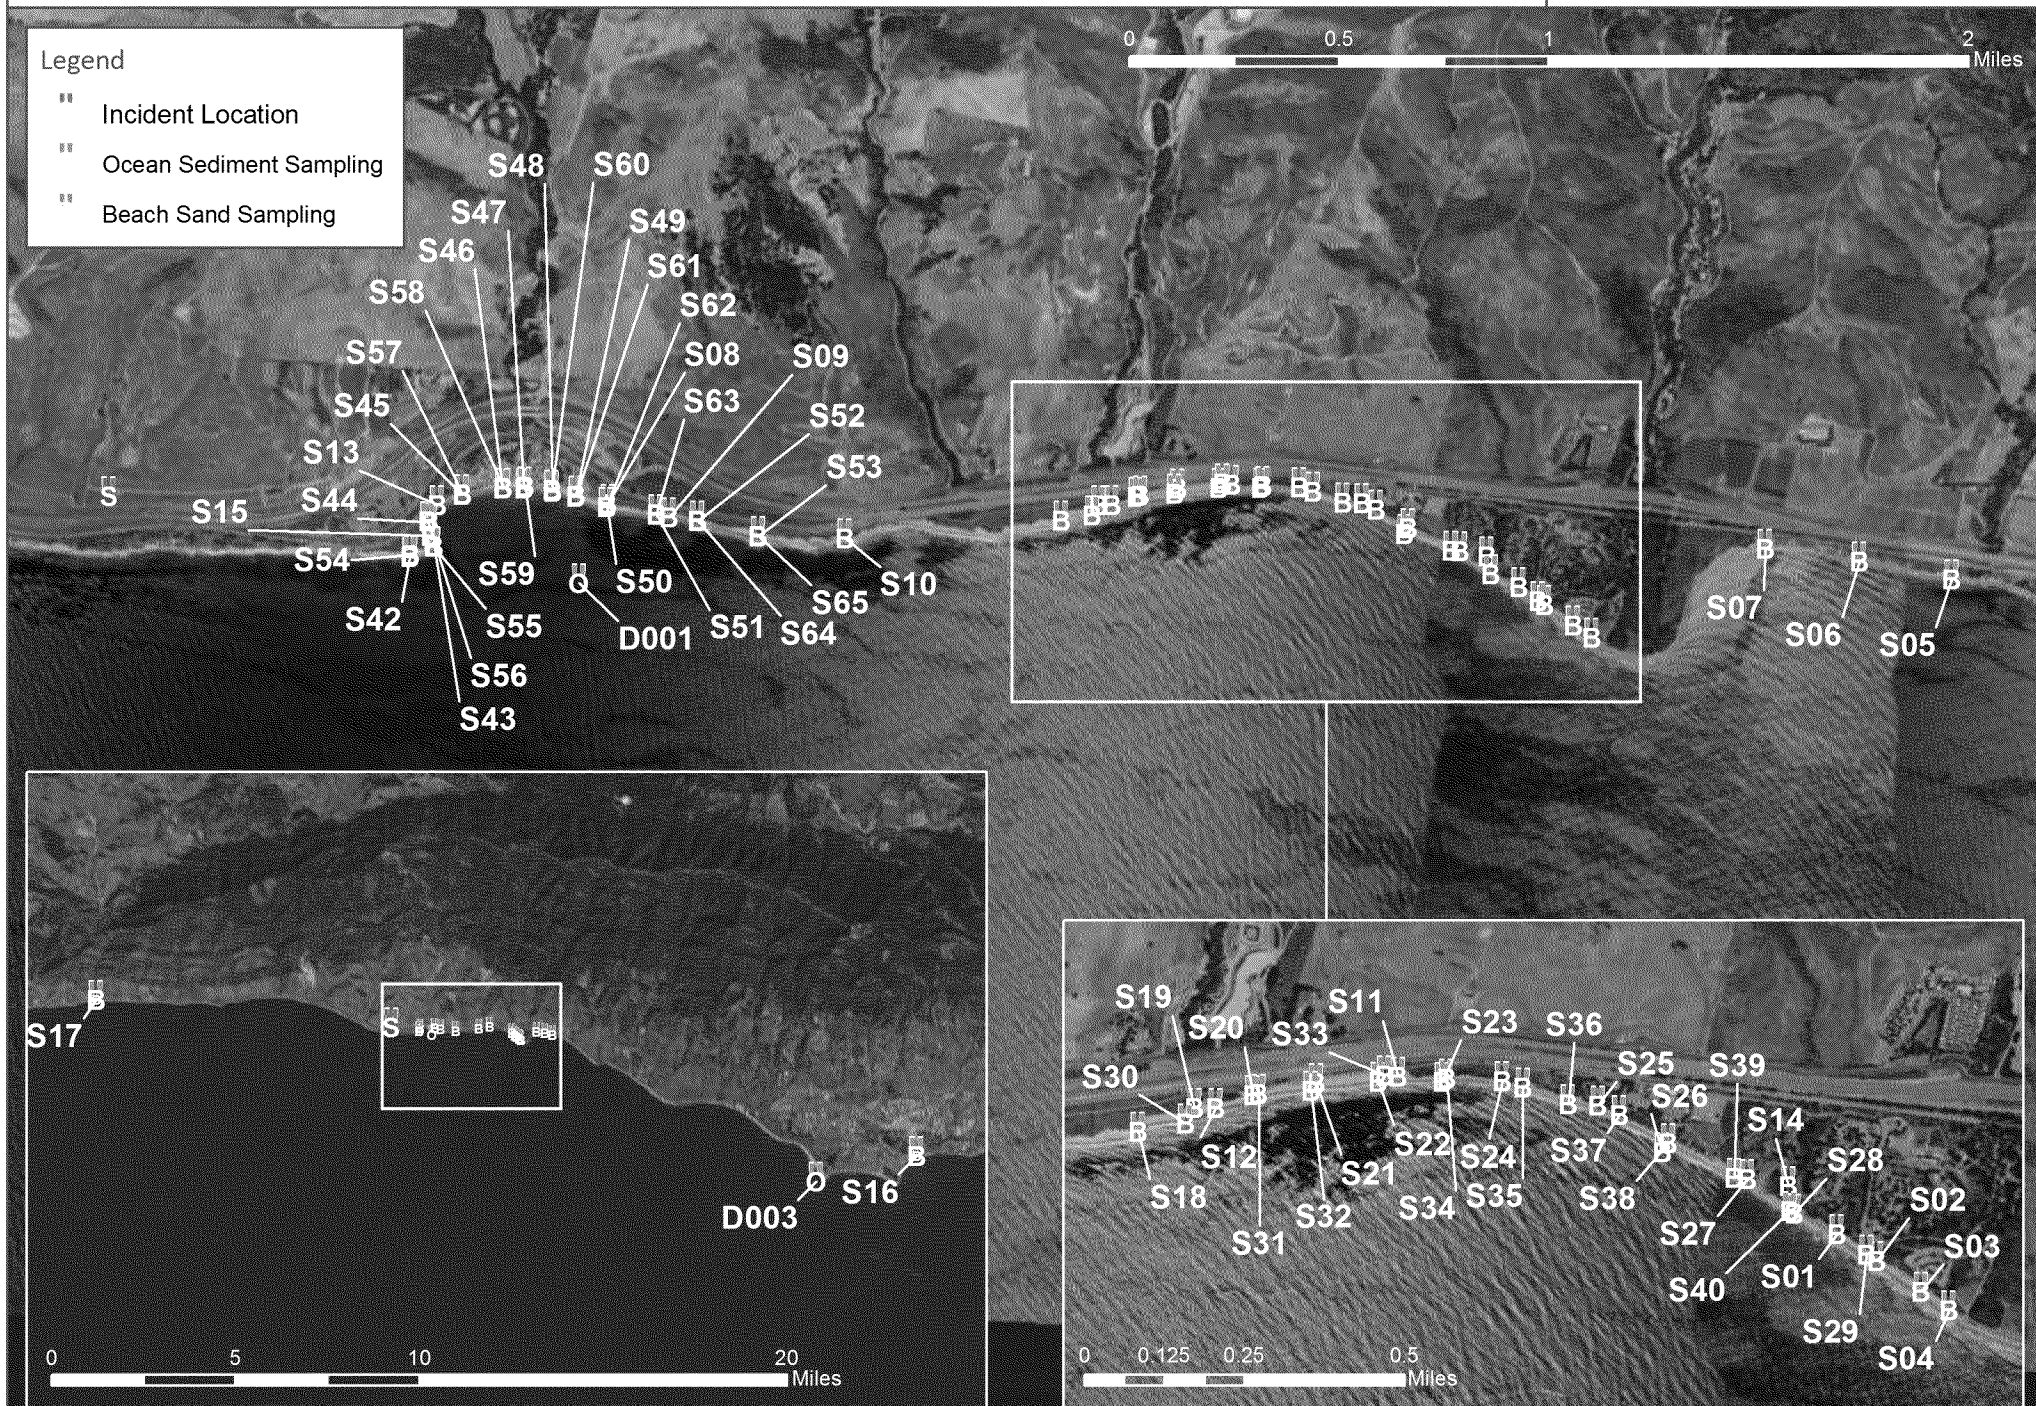 Legend
Incident Location
Ocean Sediment Sampling
Beach Sand Sampling
0 0.5 1 2
Miles
S48 S60
S47 S49
S46 S61
S58 S62
S57 S08 S09
S45 S63 S52
S13 S53
S44
S15
S54 S59 S50 S10
S42 S55 D001 S51 S64 S65
S56
S43
S07 S06 S05
S
B
O
S17
S
B
O
D003
S16
0 5 10 20
Miles
S19 S11
S20 S33 S23 S36
S30 S25 S39
S26
S14
S12 S22 S24 S37 S28
S18 S21 S35 S38 S02
S32 S34 S27
S31 S03
S40 S01
S29
S04
0 0.125 0.25 0.5
Miles